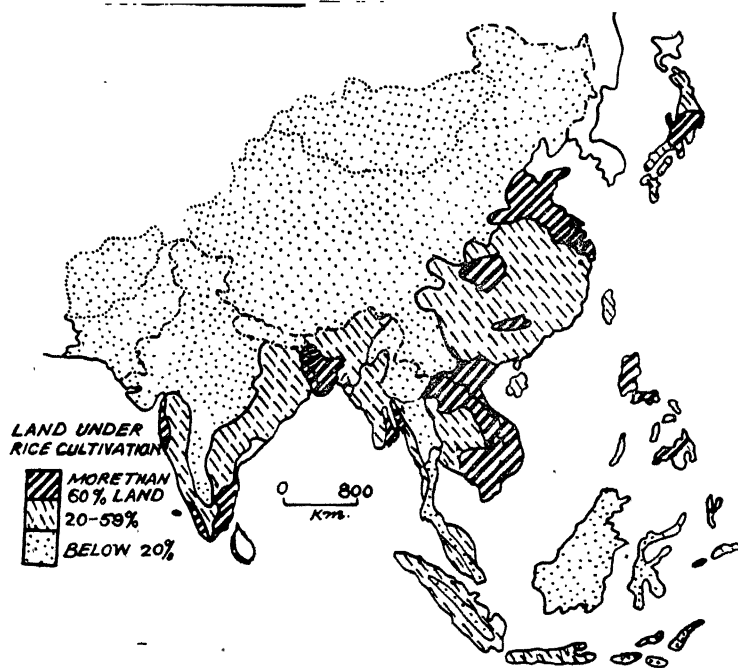 LAND UNDER
RICE CULTIVATION
MORETHAN
60% LAND
20-59%
BELOW 20%
0 800
Km.